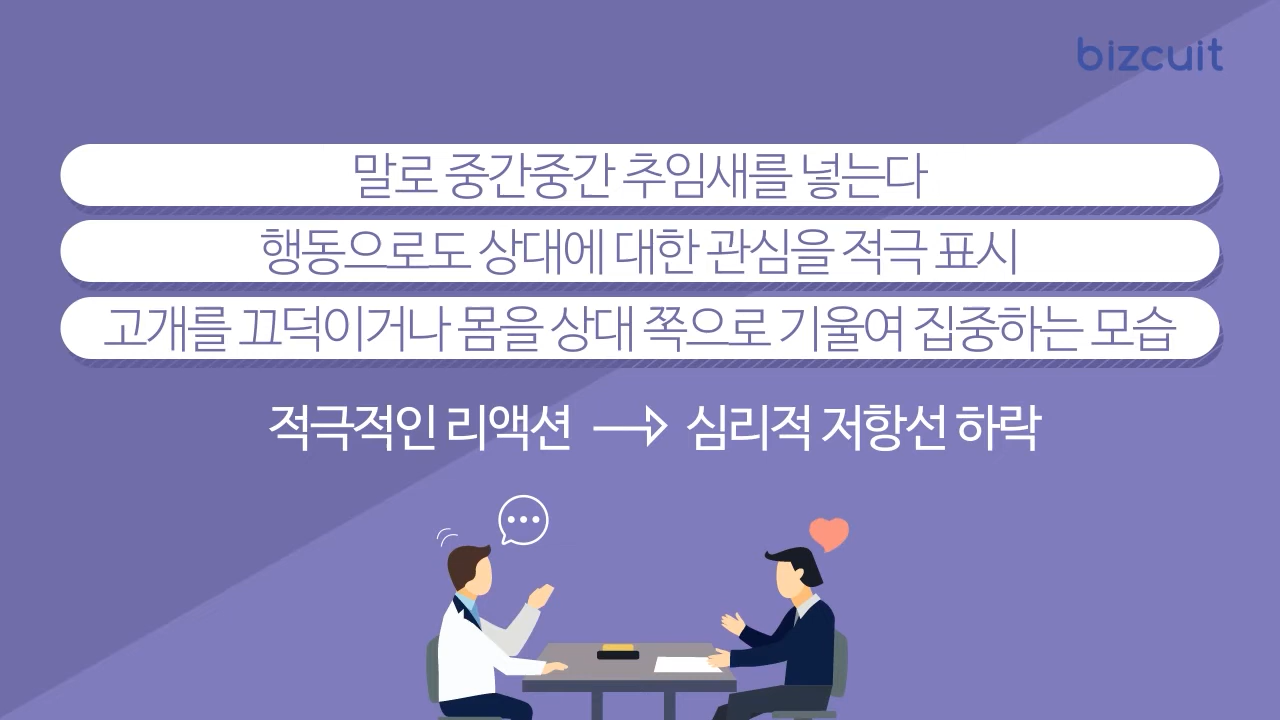 bizcuit
말로 중간중간 추임새를 넣는다
행동으로도 상대에 대한 관심을 적극 표시
고개를 끄덕이거나 몸을 상대 쪽으로 기울여 집중하는 모습
적극적인 리액션 → 심리적 저항선 하락